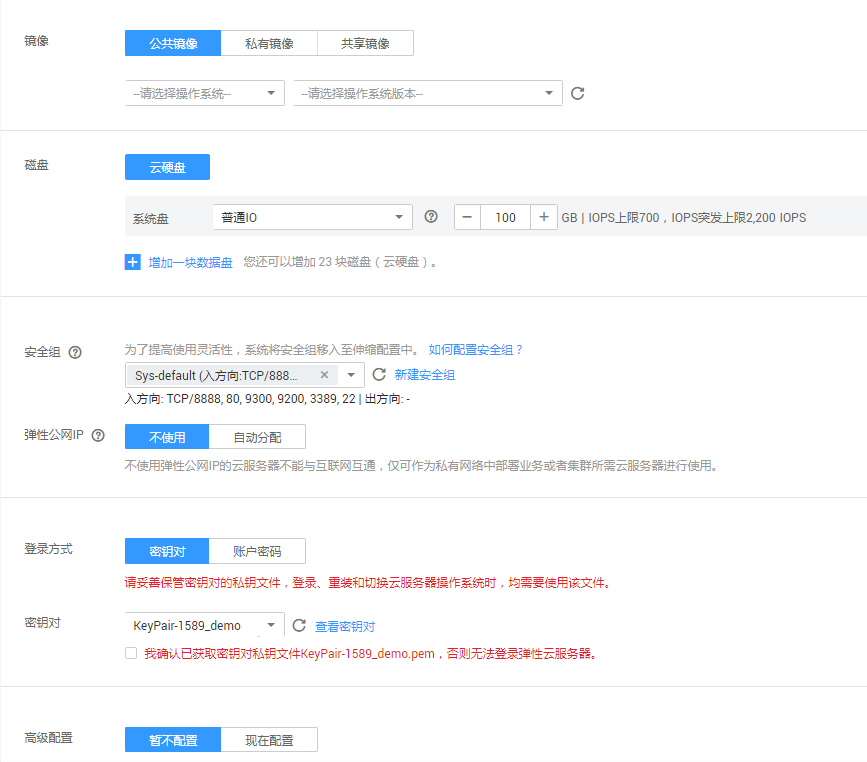 镜像
公共镜像 私有镜像 共享镜像
--请选择操作系统-- --请选择操作系统版本--
磁盘
云硬盘
系统盘 普通IO 100 GB | IOPS上限700，IOPS突发上限2,200 IOPS
增加一块数据盘 您还可以增加 23 块磁盘（云硬盘）。
安全组 为了提高使用灵活性，系统将安全组移入至伸缩配置中。 如何配置安全组？
Sys-default (入方向:TCP/888... 新建安全组
入方向: TCP/8888, 80, 9300, 9200, 3389, 22 | 出方向: -
弹性公网IP 不使用 自动分配
不使用弹性公网IP的云服务器不能与互联网互通，仅可作为私有网络中部署业务或者集群所需云服务器进行使用。
登录方式 密钥对 账户密码
请妥善保管密钥对的私钥文件，登录、重装和切换云服务器操作系统时，均需要使用该文件。
密钥对 KeyPair-1589_demo 查看密钥对
我确认已获取密钥对私钥文件KeyPair-1589_demo.pem，否则无法登录弹性云服务器。
高级配置 暂不配置 现在配置